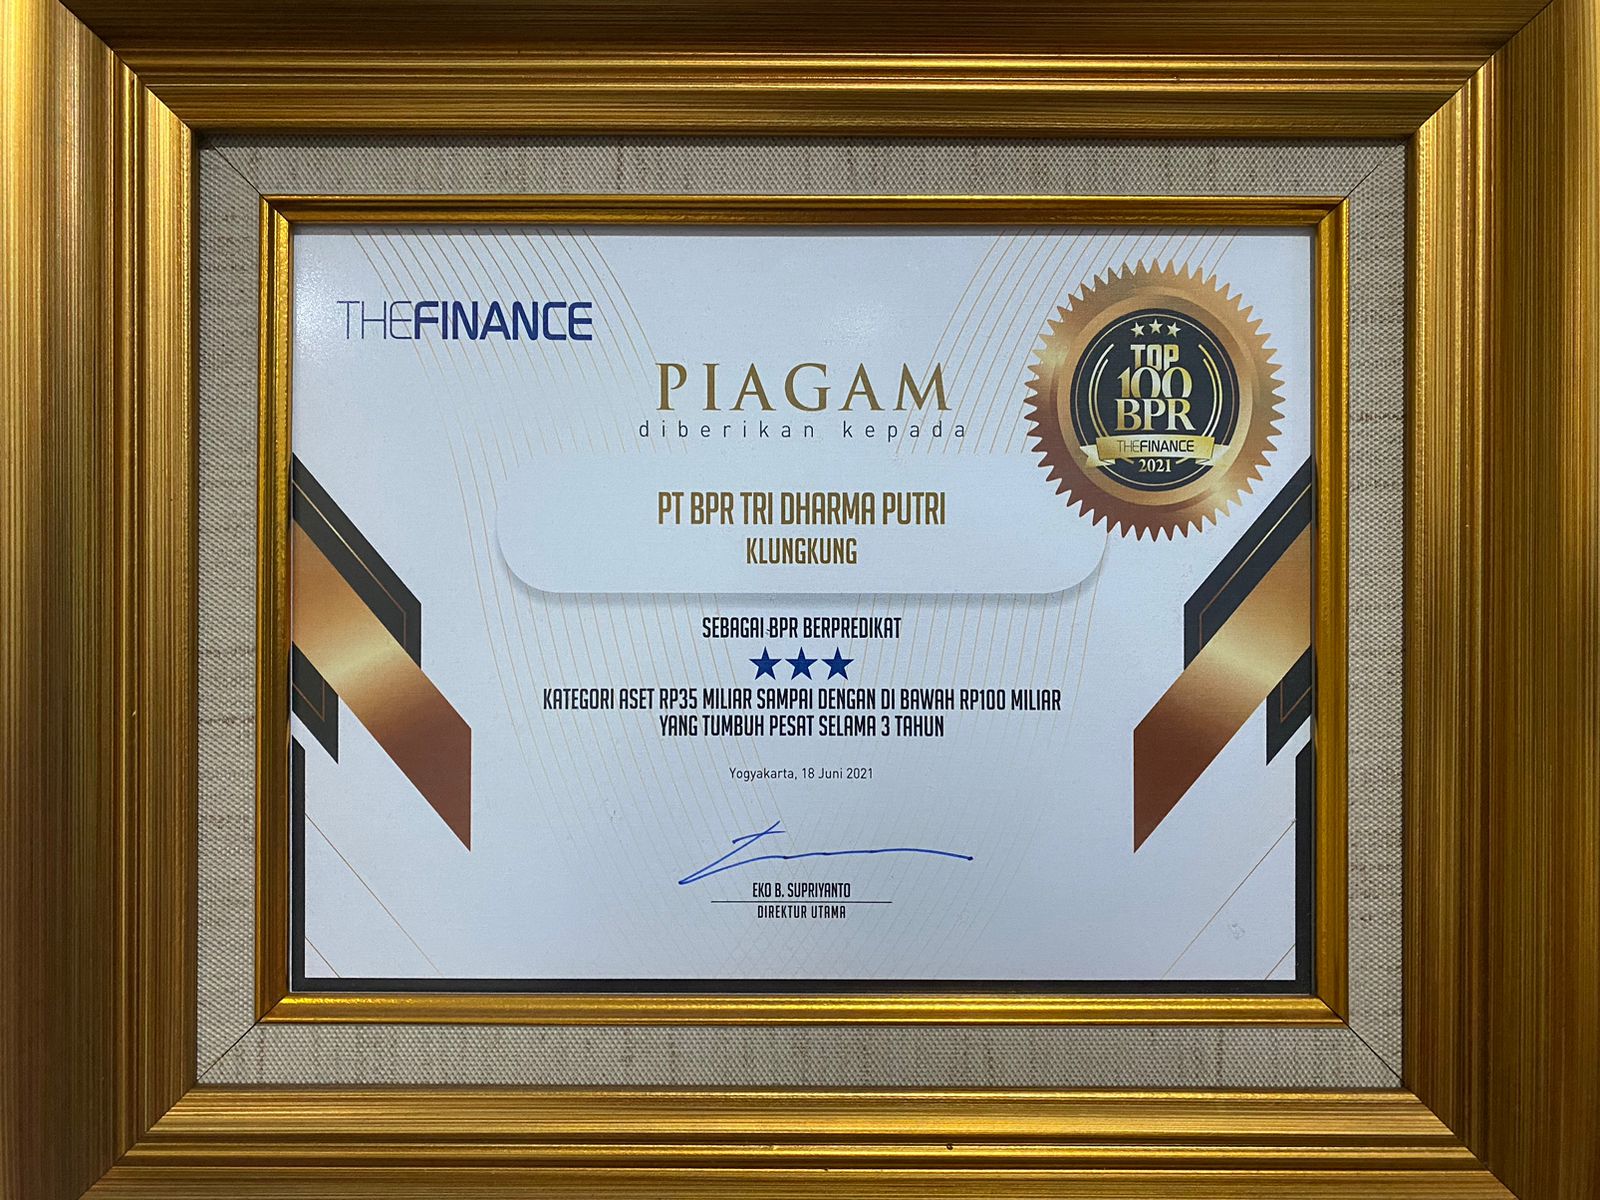 THEFINANCE
PIAGAM
diberikan kepada
TOP
100
BPR
THEFINANCE
2021
PT BPR TRI DHARMA PUTRI
KLUNGKUNG
SEBAGAI BPR BERPREDIKAT
KATEGORI ASET RP35 MILIAR SAMPAI DENGAN DI BAWAH RP100 MILIAR
YANG TUMBUH PESAT SELAMA 3 TAHUN
Yogyakarta, 18 Juni 2021
EKO B. SUPRIYANTO
DIREKTUR UTAMA